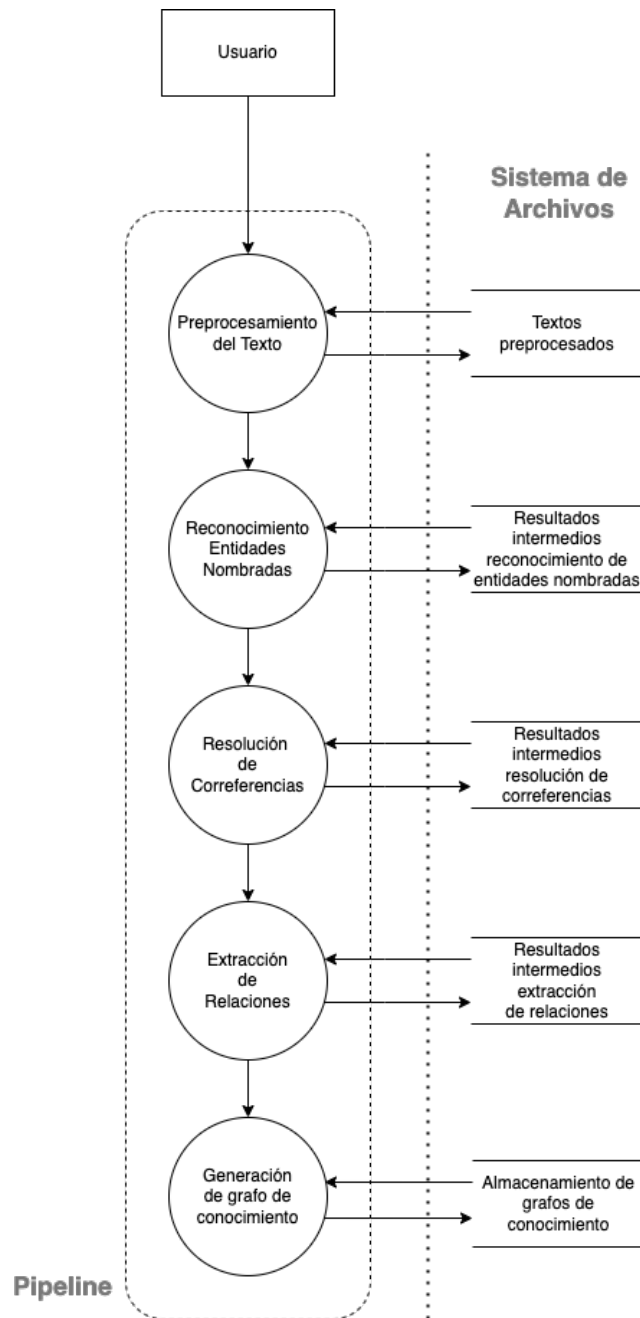 Usuario
Sistema de
Archivos
Preprocesamiento
del Texto
Textos
preprocesados
Reconocimiento
Entidades
Nombradas
Resultados
intermedios
reconocimiento de
entidades nombradas
Resolución
de
Correferencias
Resultados
intermedios
resolución de
correferencias
Extracción
de
Relaciones
Resultados
intermedios
extracción
de relaciones
Generación
de grafo de
conocimiento
Almacenamiento de
grafos de
conocimiento
Pipeline